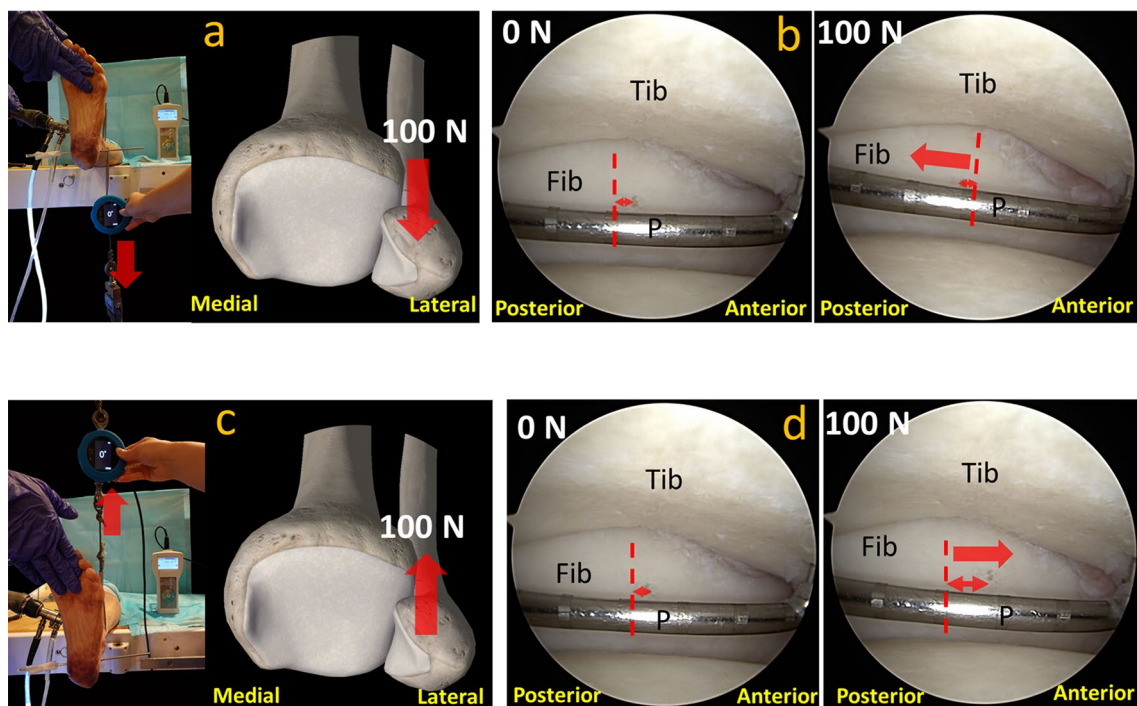 a
100 N
Medial
Lateral
0 N
b
Tib
Fib
P
Posterior
Anterior
100 N
Tib
Fib
P
Posterior
Anterior
0°
c
100 N
Medial
Lateral
0 N
d
Tib
Fib
P
Posterior
Anterior
100 N
Tib
Fib
P
Posterior
Anterior